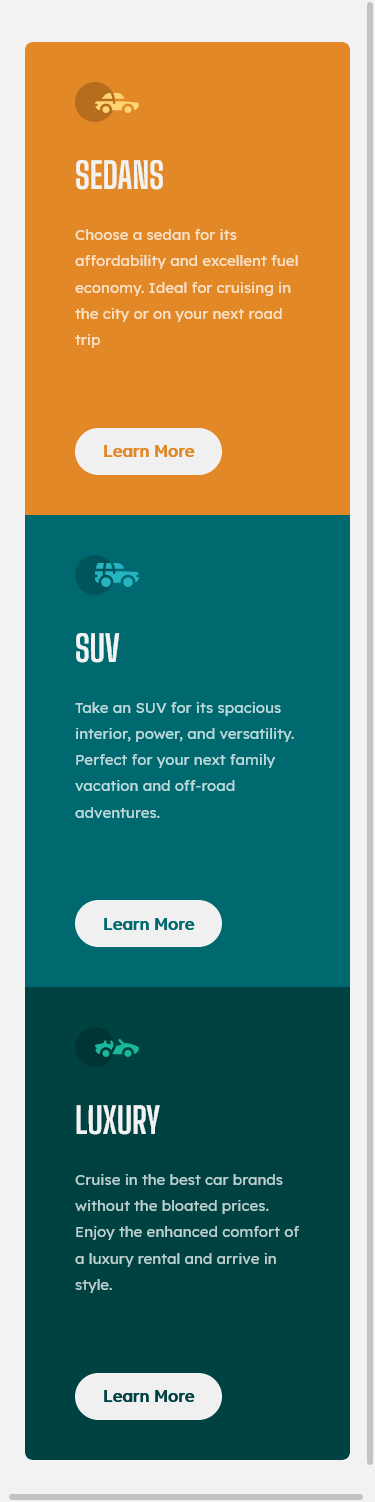 SEDANS
Choose a sedan for its
affordability and excellent fuel
economy. Ideal for cruising in
the city or on your next road
trip
Learn More
SUV
Take an SUV for its spacious
interior, power, and versatility.
Perfect for your next family
vacation and off-road
adventures.
Learn More
LUXURY
Cruise in the best car brands
without the bloated prices.
Enjoy the enhanced comfort of
a luxury rental and arrive in
style.
Learn More